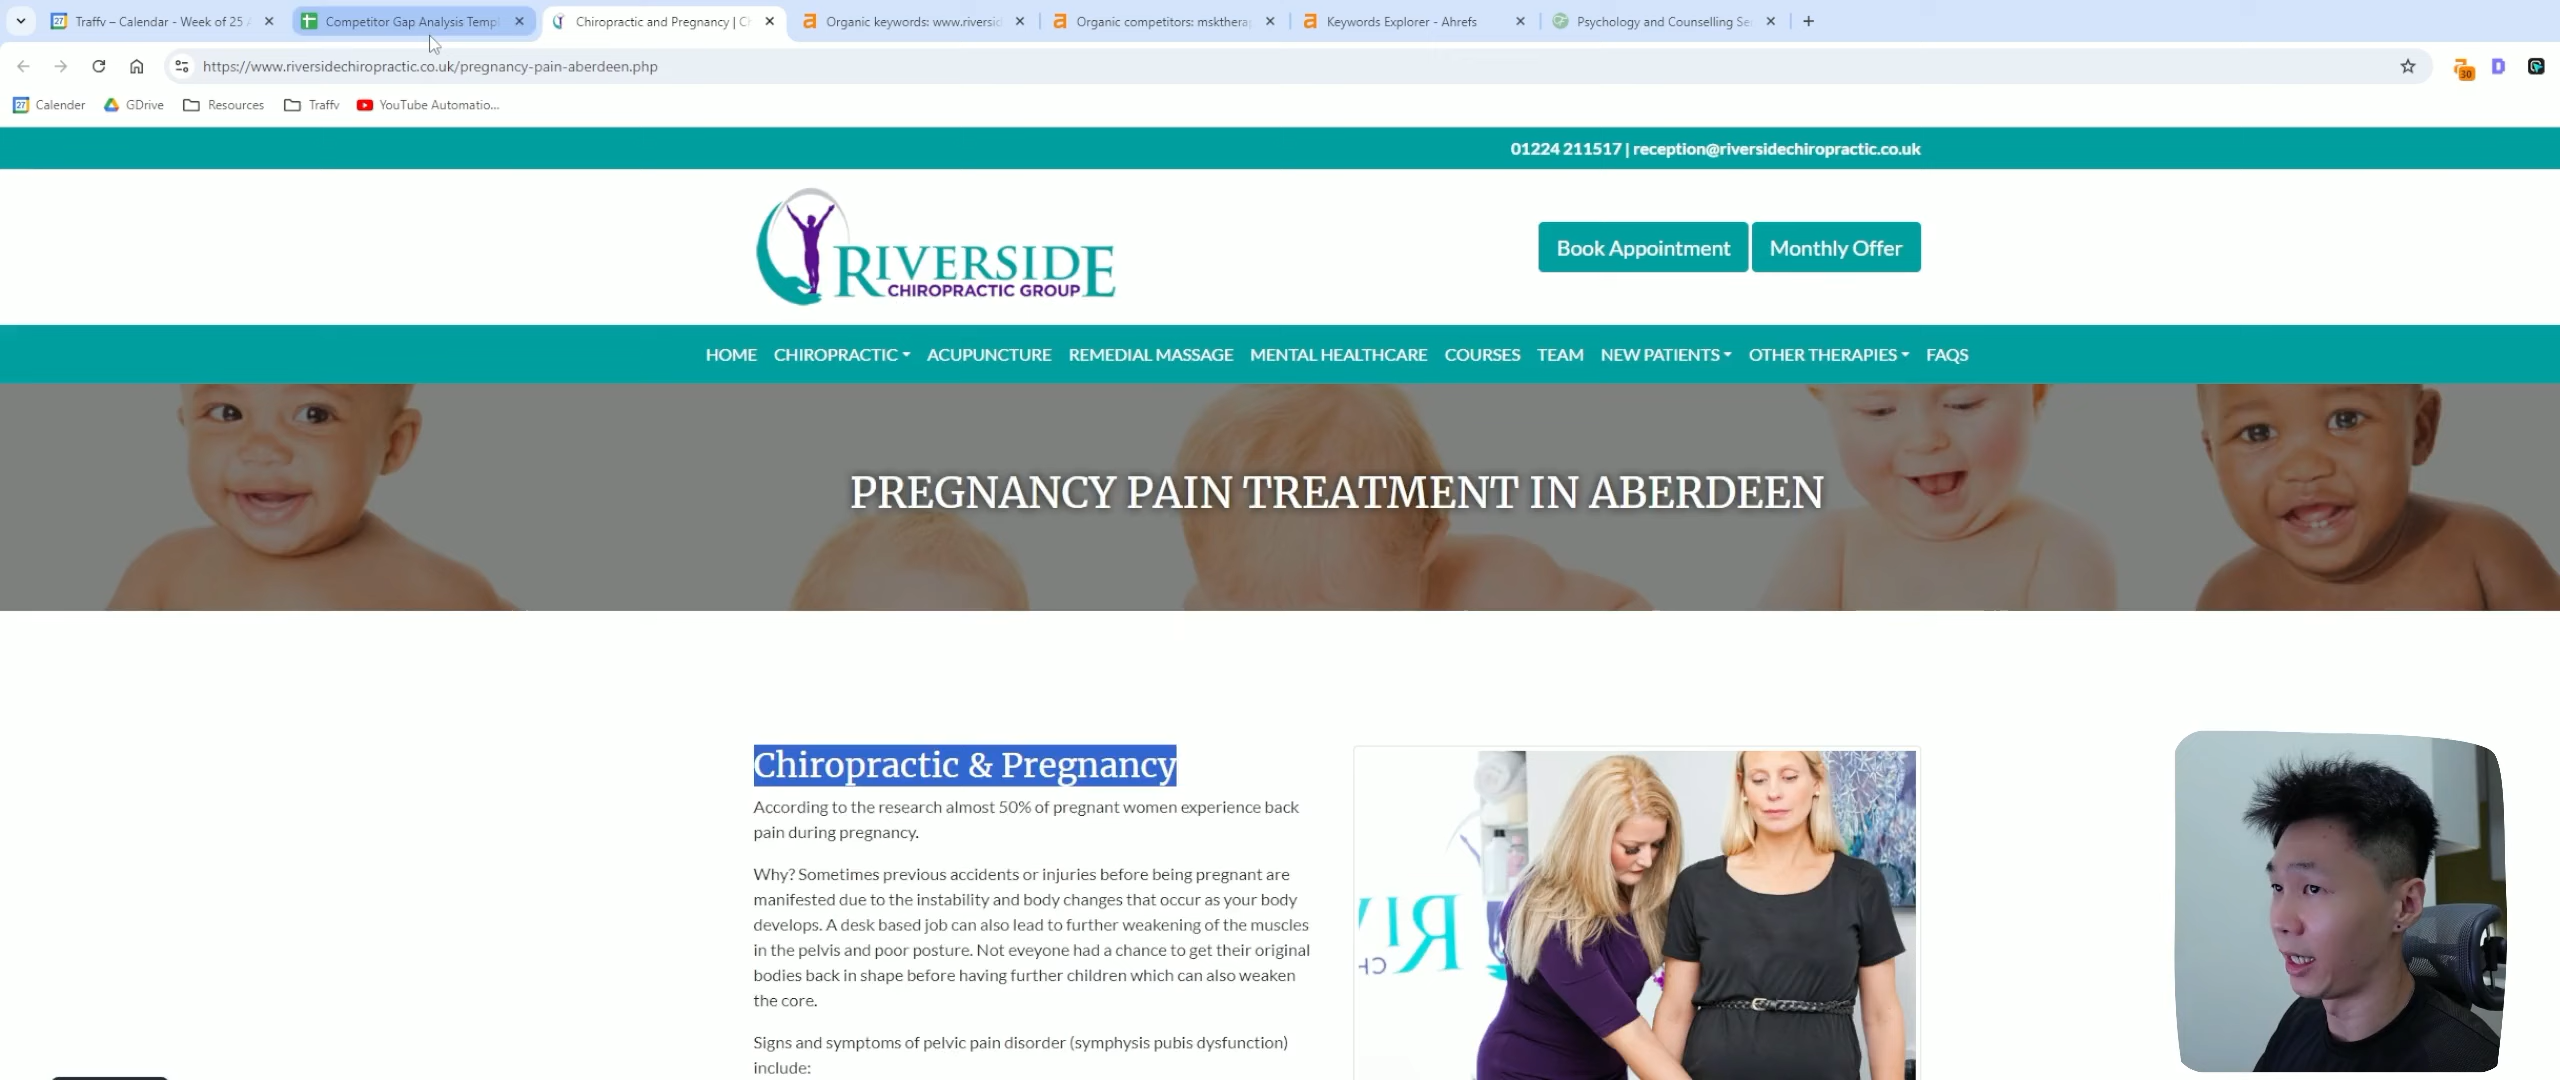 Traffv – Calendar - Week of 25
Competitor Gap Analysis Templ
Chiropractic and Pregnancy | C
Organic keywords: www.riversid
Organic competitors: msktherap
Keywords Explorer - Ahrefs
Psychology and Counselling Se
https://www.riversidechiropractic.co.uk/pregnancy-pain-aberdeen.php
30
27 Calender
GDrive
Resources
Traffv
YouTube Automatio...
01224 211517 | reception@riversidechiropractic.co.uk
RIVERSIDE
CHIROPRACTIC GROUP
Book Appointment
Monthly Offer
HOME CHIROPRACTIC ACUPUNCTURE REMEDIAL MASSAGE MENTAL HEALTHCARE COURSES TEAM NEW PATIENTS OTHER THERAPIES FAQS
PREGNANCY PAIN TREATMENT IN ABERDEEN
Chiropractic & Pregnancy
According to the research almost 50% of pregnant women experience back
pain during pregnancy.
Why? Sometimes previous accidents or injuries before being pregnant are
manifested due to the instability and body changes that occur as your body
develops. A desk based job can also lead to further weakening of the muscles
in the pelvis and poor posture. Not eveyone had a chance to get their original
bodies back in shape before having further children which can also weaken
the core.
Signs and symptoms of pelvic pain disorder (symphysis pubis dysfunction)
include: